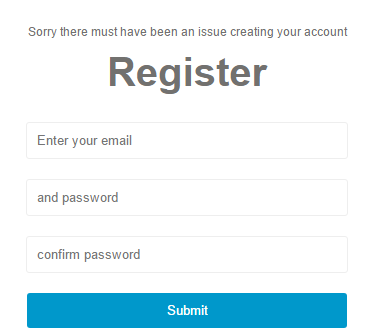 Sorry there must have been an issue creating your account
Register
Enter your email
and password
confirm password
Submit